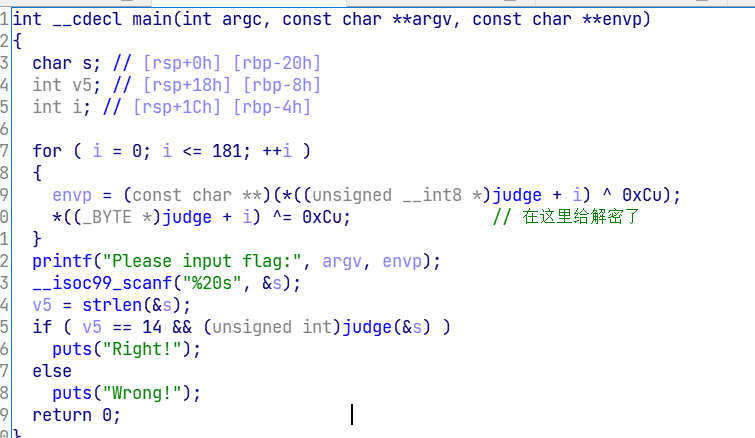 1 int __cdecl main(int argc, const char **argv, const char **envp)
2 {
3 char s; // [rsp+0h] [rbp-20h]
4 int v5; // [rsp+18h] [rbp-8h]
5 int i; // [rsp+1Ch] [rbp-4h]
6
7 for ( i = 0; i <= 181; ++i )
8 {
9 envp = (const char **)(*((unsigned __int8 *)judge + i) ^ 0xCu);
0 *((_BYTE *)judge + i) ^= 0xCu; // 在这里给解密了
1 }
2 printf("Please input flag:", argv, envp);
3 __isoc99_scanf("%20s", &s);
4 v5 = strlen(&s);
5 if ( v5 == 14 && (unsigned int)judge(&s) )
6 puts("Right!");
7 else
8 puts("Wrong!");
9 return 0;
0 }